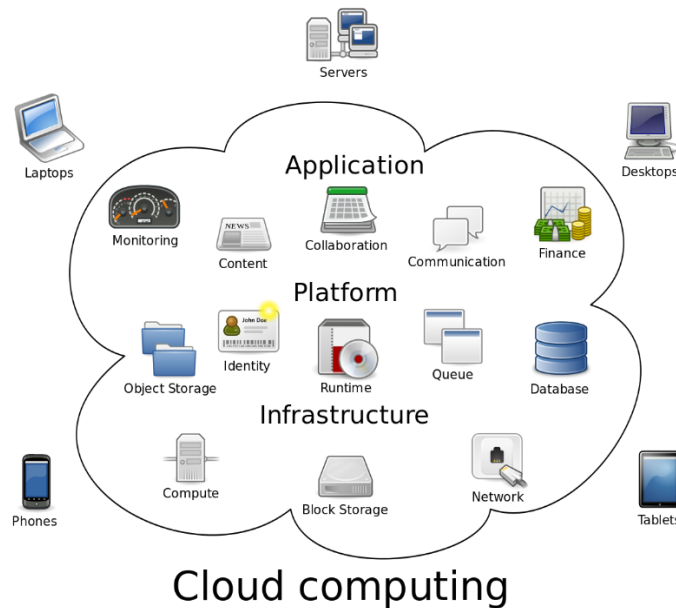 Servers
Laptops
Desktops
Application
Monitoring
NEWS
Content
Collaboration
Communication
Finance
Platform
Object Storage
John Doe
Identity
Runtime
Queue
Database
Infrastructure
Compute
Block Storage
Network
Phones
Tablets
Cloud computing